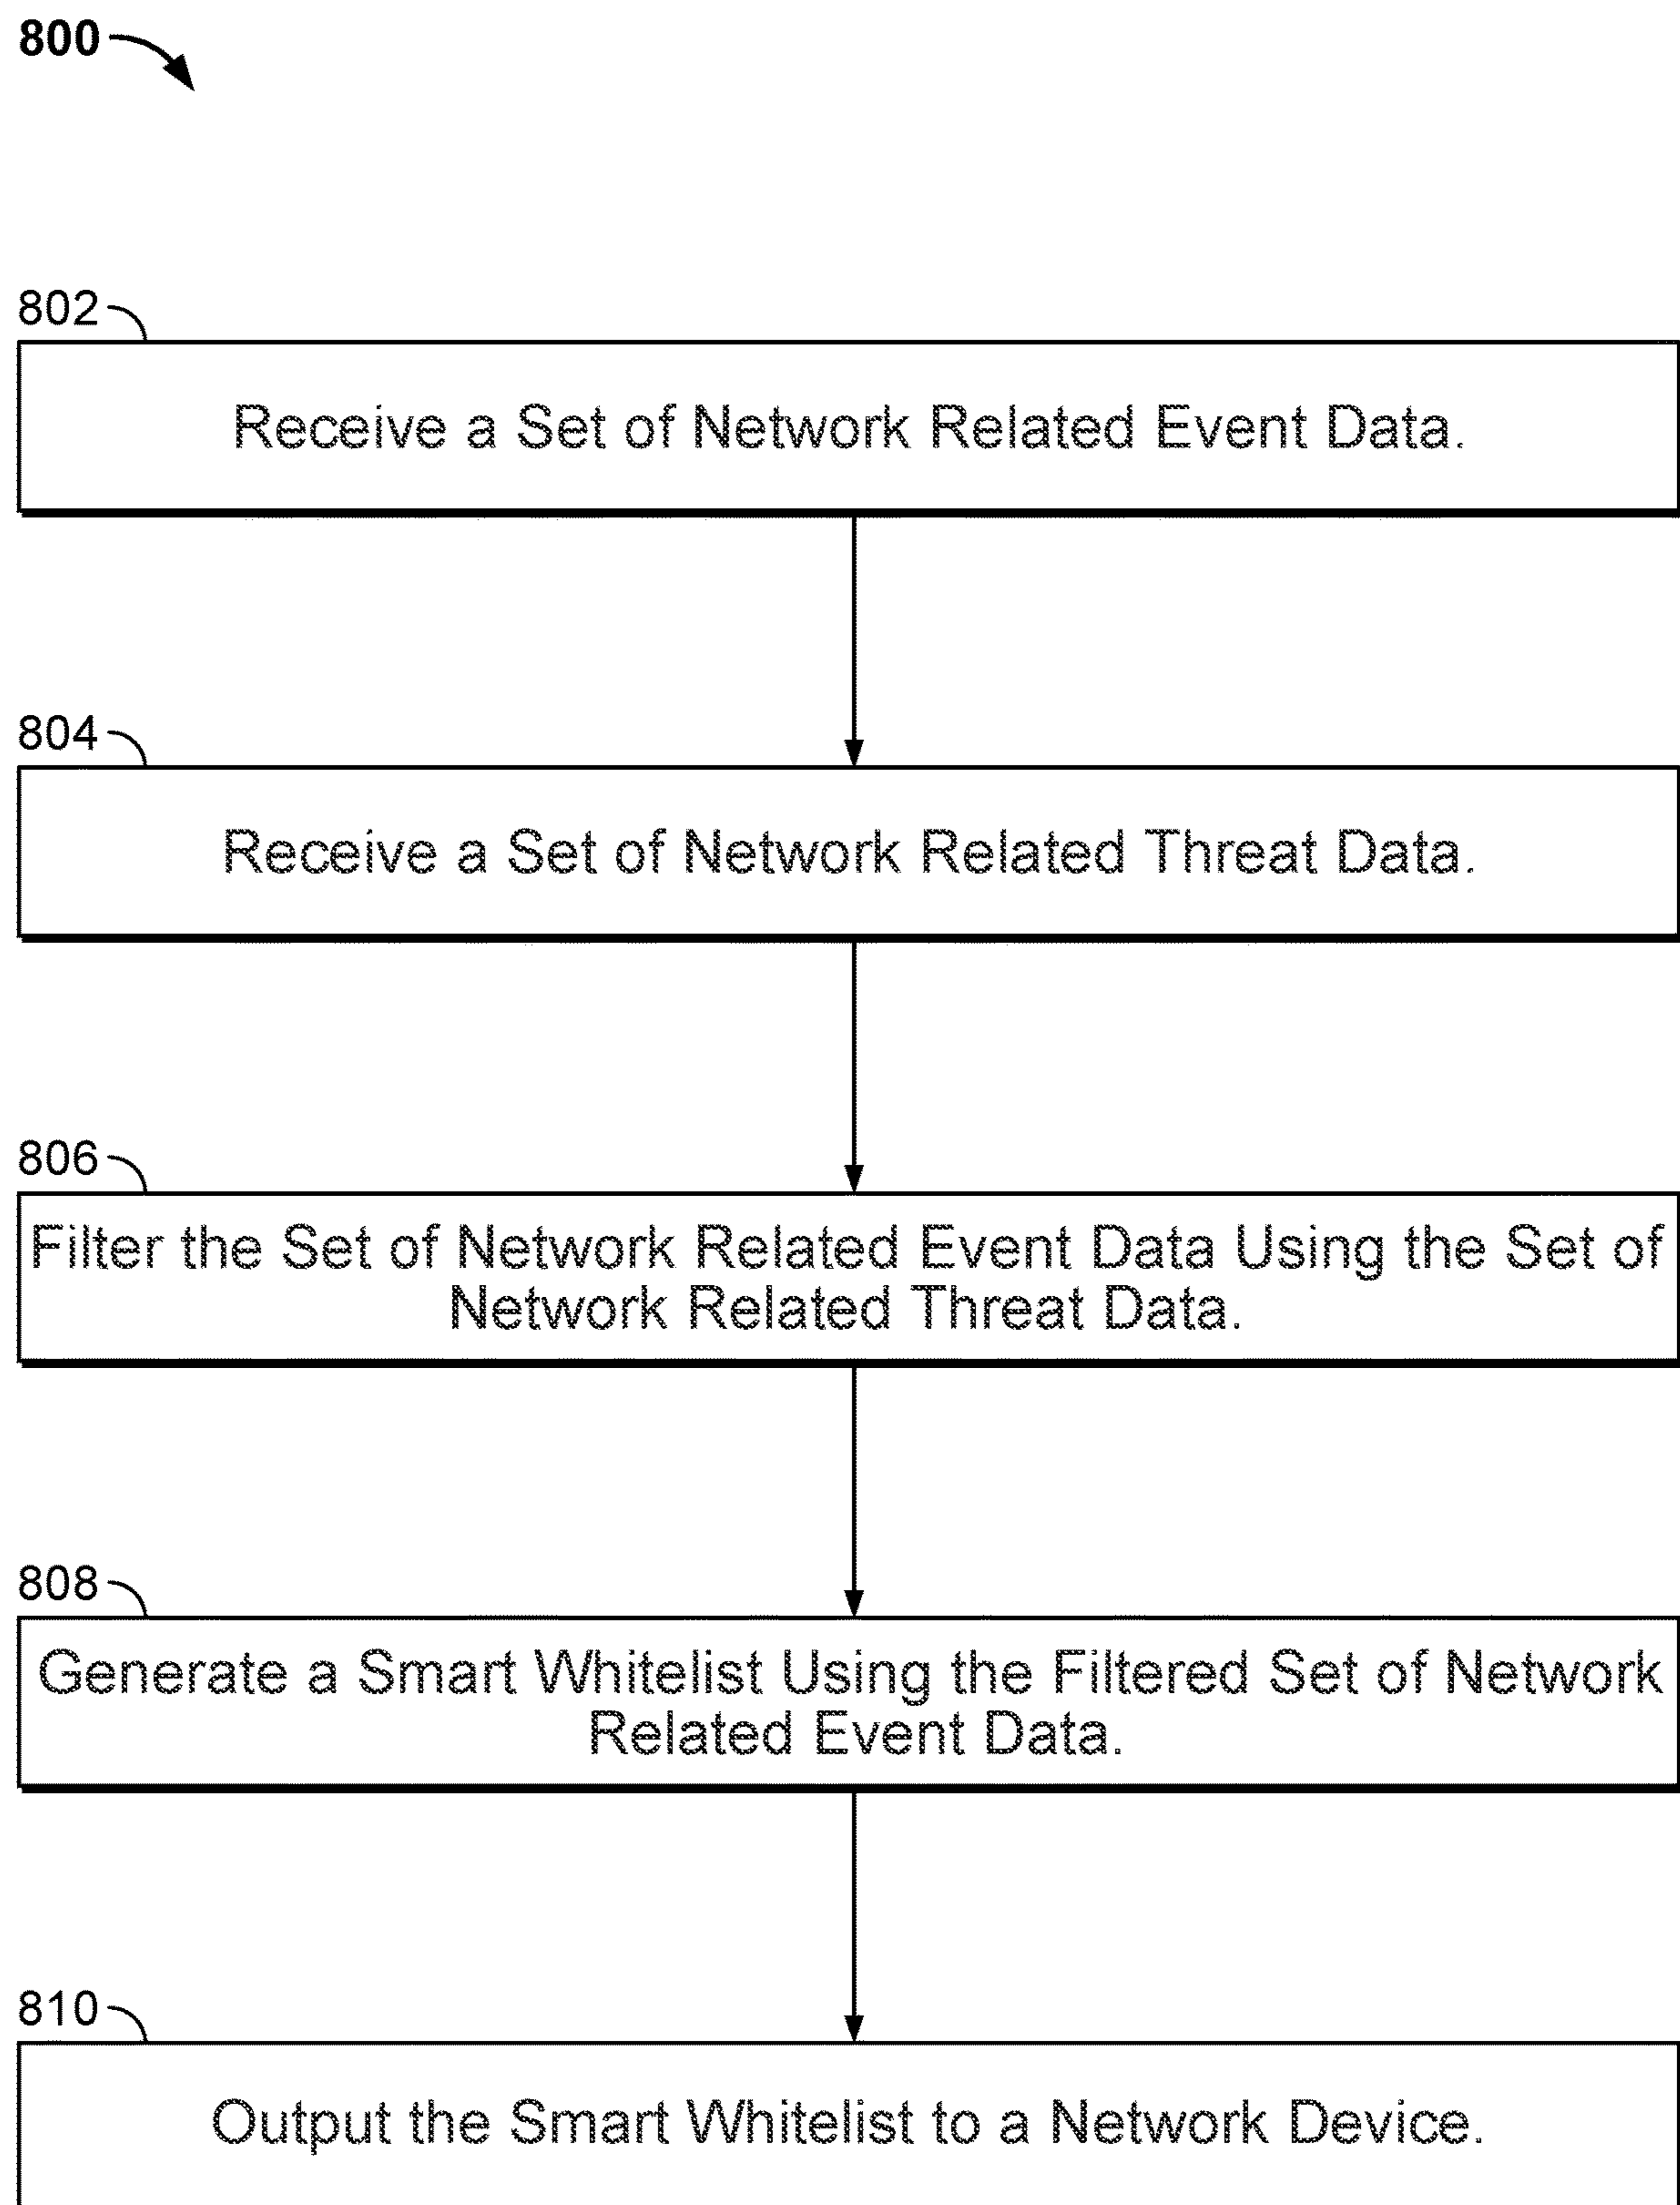 800
802
Receive a Set of Network Related Event Data.
804
Receive a Set of Network Related Threat Data.
806
Filter the Set of Network Related Event Data Using the Set of
Network Related Threat Data.
808
Generate a Smart Whitelist Using the Filtered Set of Network
Related Event Data.
810
Output the Smart Whitelist to a Network Device.